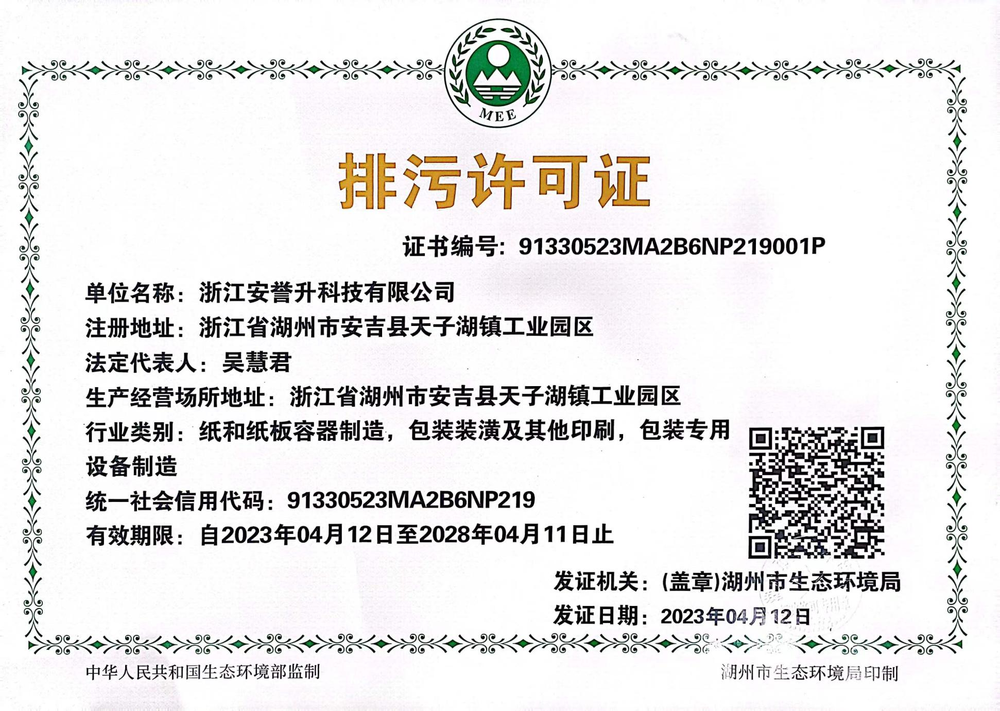 MEE
排污许可证
证书编号: 91330523MA2B6NP219001P
单位名称：浙江安誉升科技有限公司
注册地址：浙江省湖州市安吉县天子湖镇工业园区
法定代表人：吴慧君
生产经营场所地址：浙江省湖州市安吉县天子湖镇工业园区
行业类别：纸和纸板容器制造，包装装潢及其他印刷，包装专用
设备制造
统一社会信用代码：91330523MA2B6NP219
有效期限：自2023年04月12日至2028年04月11日止
发证机关：(盖章)湖州市生态环境局
发证日期：2023年04月12日
中华人民共和国生态环境部监制
湖州市生态环境局印制